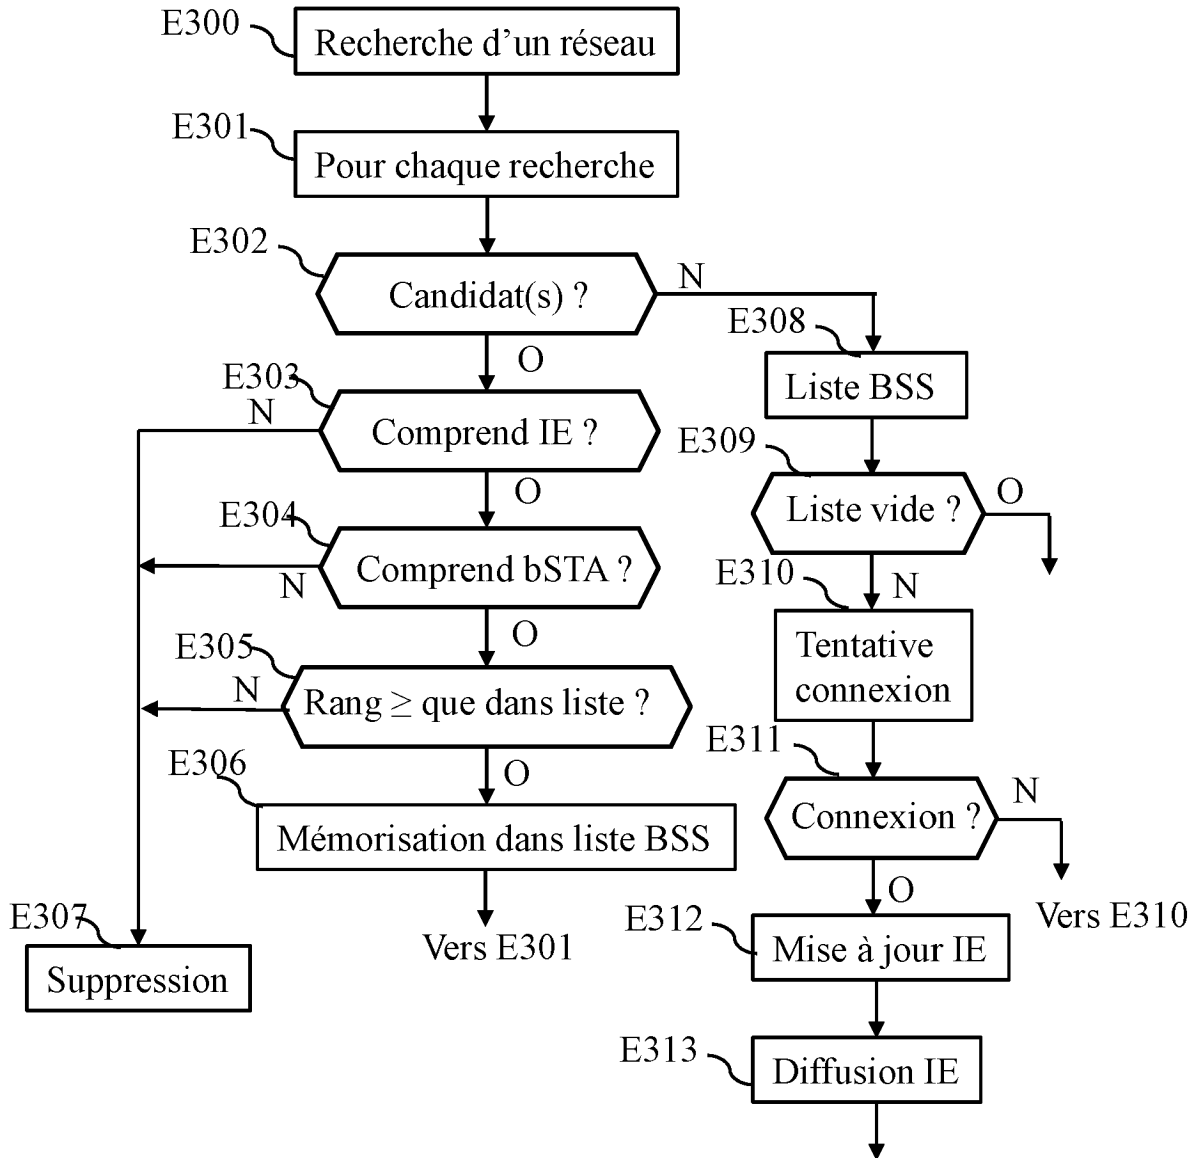 E300
Recherche d'un réseau
E301
Pour chaque recherche
E302
Candidat(s) ?
N
O
E308
Liste BSS
E303
N
Comprend IE ?
O
E309
Liste vide ?
O
N
E304
Comprend bSTA ?
N
O
E310
Tentative
connexion
E305
N
Rang ≥ que dans liste ?
O
E311
Connexion ?
N
O
Vers E310
E306
Mémorisation dans liste BSS
Vers E301
E307
Suppression
E312
Mise à jour IE
E313
Diffusion IE